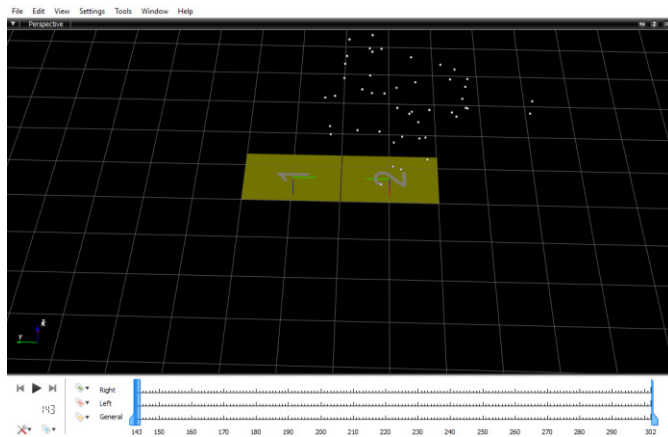 File Edit View Settings Tools Window Help
Perspective
1 2
Y
Right
Left
143
General
143 150 160 170 180 190 200 210 220 230 240 250 260 270 280 290 302